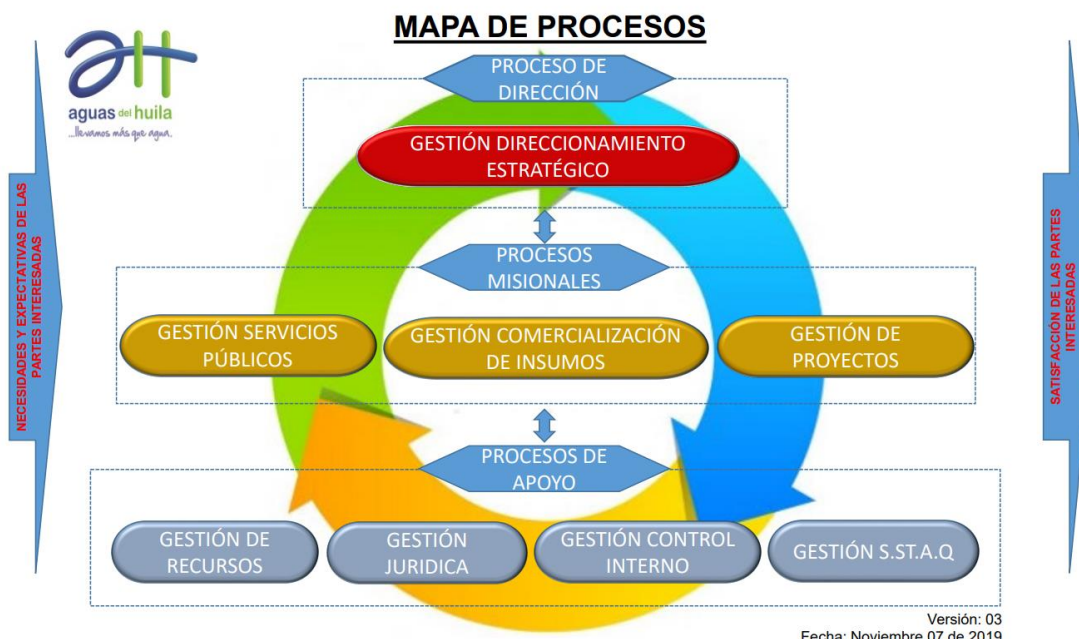 MAPA DE PROCESOS
aguas del huila
...llevamos más que agua.
NECESIDADES Y EXPECTATIVAS DE LAS
PARTES INTERESADAS
PROCESO DE
DIRECCIÓN
GESTIÓN DIRECCIONAMIENTO
ESTRATÉGICO
PROCESOS
MISIONALES
GESTIÓN SERVICIOS
PÚBLICOS
GESTIÓN COMERCIALIZACIÓN
DE INSUMOS
GESTIÓN DE
PROYECTOS
PROCESOS DE
APOYO
GESTIÓN DE
RECURSOS
GESTIÓN
JURIDICA
GESTIÓN CONTROL
INTERNO
GESTIÓN S.ST.A.Q
SATISFACCIÓN DE LAS PARTES
INTERESADAS
Versión: 03
Fecha: Noviembre 07 de 2019